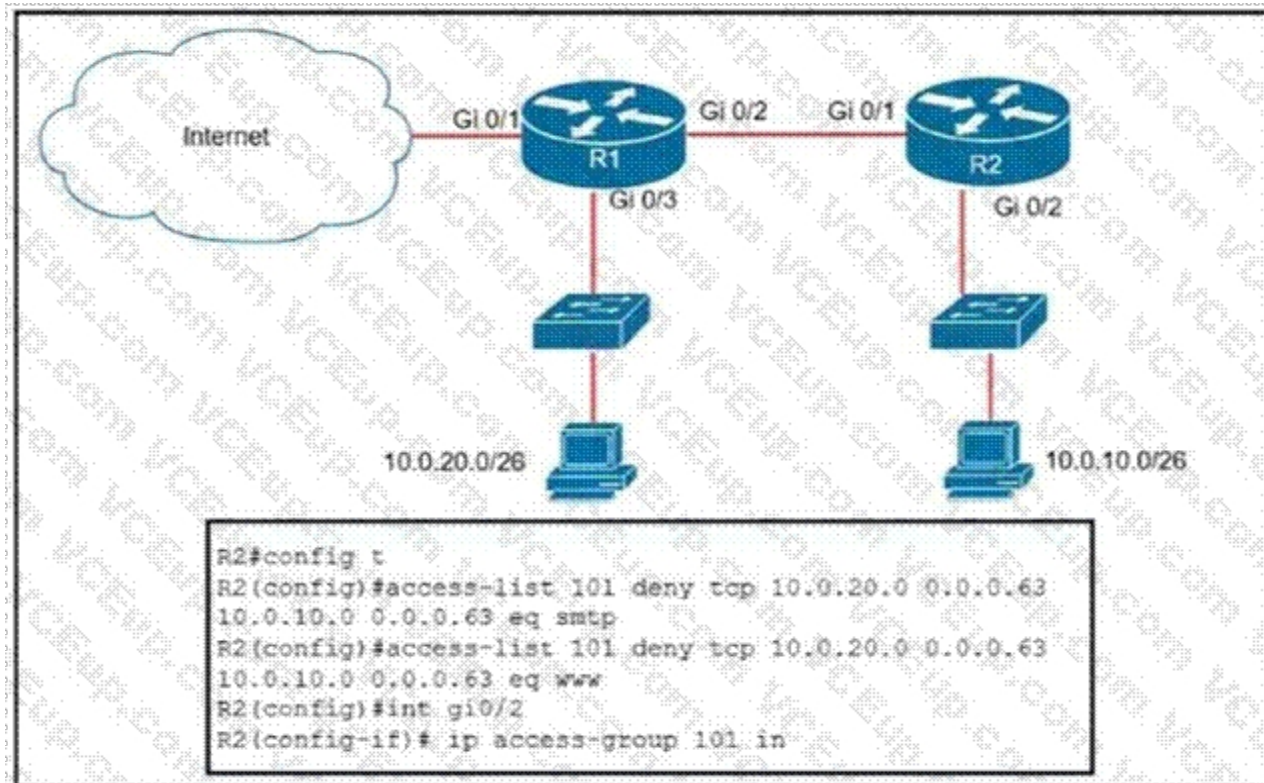 Internet
Gi 0/1
R1
Gi 0/2
Gi 0/1
R2
Gi 0/3
Gi 0/2
10.0.20.0/26
10.0.10.0/26
R2#config t
R2(config)#access-list 101 deny tcp 10.0.20.0 0.0.0.63
10.0.10.0 0.0.0.63 eq smtp
R2(config)#access-list 101 deny tcp 10.0.20.0 0.0.0.63
10.0.10.0 0.0.0.63 eq www
R2(config)#int gi0/2
R2(config-if)# ip access-group 101 in
VCEup.com